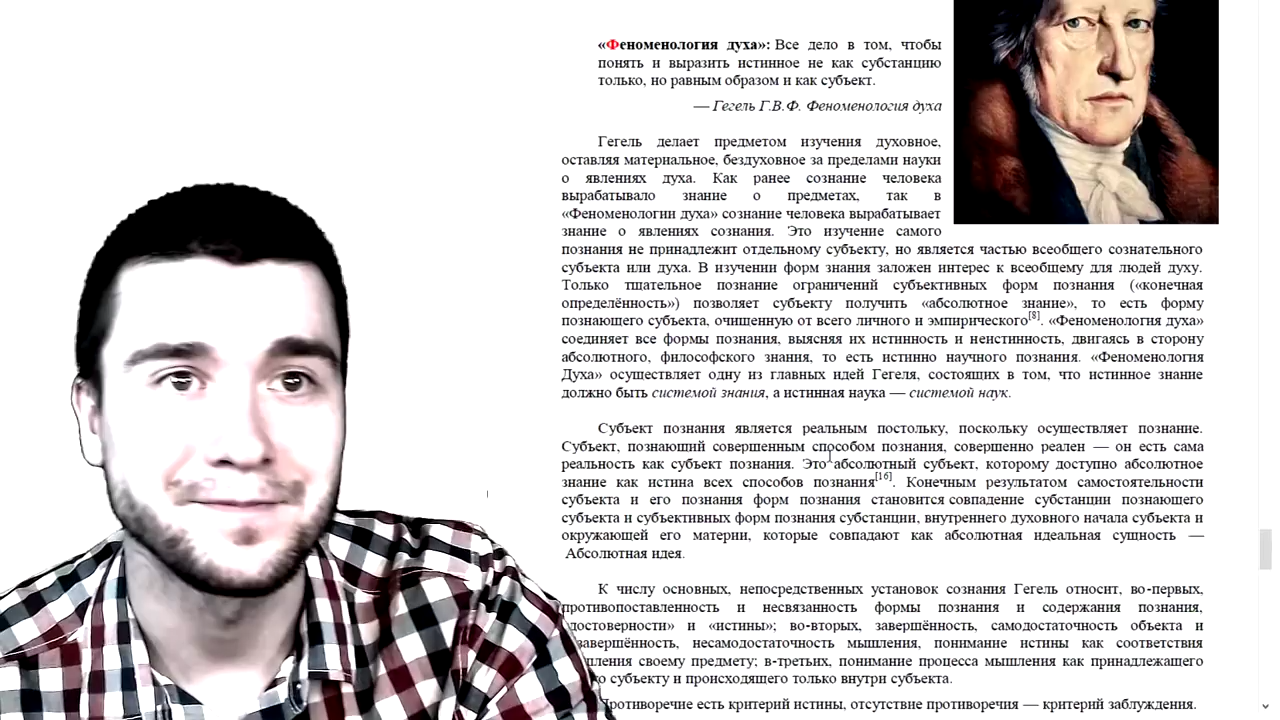 «Феноменология духа»: Все дело в том, чтобы
понять и выразить истинное не как субстанцию
только, но равным образом и как субъект.
— Гегель Г.В.Ф. Феноменология духа
Гегель делает предметом изучения духовное,
оставляя материальное, бездуховное за пределами науки
о явлениях духа. Как ранее сознание человека
вырабатывало знание о предметах, так в
«Феноменологии духа» сознание человека вырабатывает
знание о явлениях сознания. Это изучение самого
познания не принадлежит отдельному субъекту, но является частью всеобщего сознательного
субъекта или духа. В изучении форм знания заложен интерес к всеобщему для людей духу.
Только тщательное познание ограничений субъективных форм познания («конечная
определённость») позволяет субъекту получить «абсолютное знание», то есть форму
познающего субъекта, очищенную от всего личного и эмпирического[8]. «Феноменология духа»
соединяет все формы познания, выясняя их истинность и неистинность, двигаясь в сторону
абсолютного, философского знания, то есть истинно научного познания. «Феноменология
Духа» осуществляет одну из главных идей Гегеля, состоящих в том, что истинное знание
должно быть системой знания, а истинная наука — системой наук.
Субъект познания является реальным постольку, поскольку осуществляет познание.
Субъект, познающий совершенным способом познания, совершенно реален — он есть сама
реальность как субъект познания. Это абсолютный субъект, которому доступно абсолютное
знание как истина всех способов познания[16]. Конечным результатом самостоятельности
субъекта и его познания форм познания становится совпадение субстанции познающего
субъекта и субъективных форм познания субстанции, внутреннего духовного начала субъекта и
окружающей его материи, которые совпадают как абсолютная идеальная сущность —
Абсолютная идея.
К числу основных, непосредственных установок сознания Гегель относит, во-первых,
противопоставленность и несвязанность формы познания и содержания познания,
достоверности» и «истины»; во-вторых, завершённость, самодостаточность объекта и
завершённость, несамодостаточность мышления, понимание истины как соответствия
своему предмету; в-третьих, понимание процесса мышления как принадлежащего
субъекту и происходящего только внутри субъекта.
Противоречие есть критерий истины, отсутствие противоречия — критерий заблуждения.